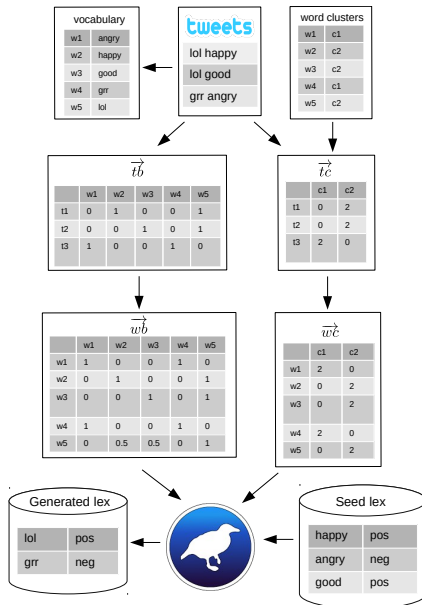 vocabulary
w1 angry
w2 happy
w3 good
w4 grr
w5 lol
tweets
lol happy
lol good
grr angry
word clusters
w1 c1
w2 c2
w3 c2
w4 c1
w5 c2
tb
w1 w2 w3 w4 w5
t1 0 1 0 0 1
t2 0 0 1 0 1
t3 1 0 0 1 0
tc
c1 c2
t1 0 2
t2 0 2
t3 2 0
wb
w1 w2 w3 w4 w5
w1 1 0 0 1 0
w2 0 1 0 0 1
w3 0 0 1 0 1
w4 1 0 0 1 0
w5 0 0.5 0.5 0 1
wc
c1 c2
w1 2 0
w2 0 2
w3 0 2
w4 2 0
w5 0 2
Generated lex
lol pos
grr neg
Seed lex
happy pos
angry neg
good pos